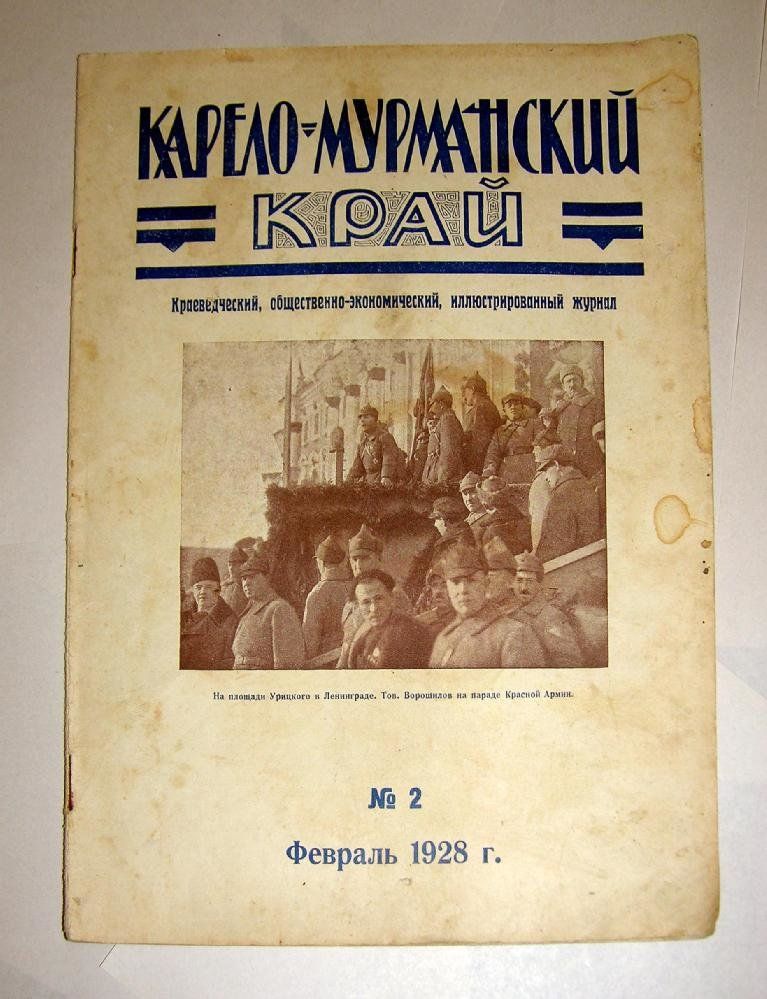 КАРЕЛО-МУРМАНСКИЙ
КРАЙ
Краеведческий, общественно-экономический, иллюстрированный журнал
На площади Урицкого в Ленинграде. Тов. Ворошилов на параде Красной Армии.
№ 2
Февраль 1928 г.